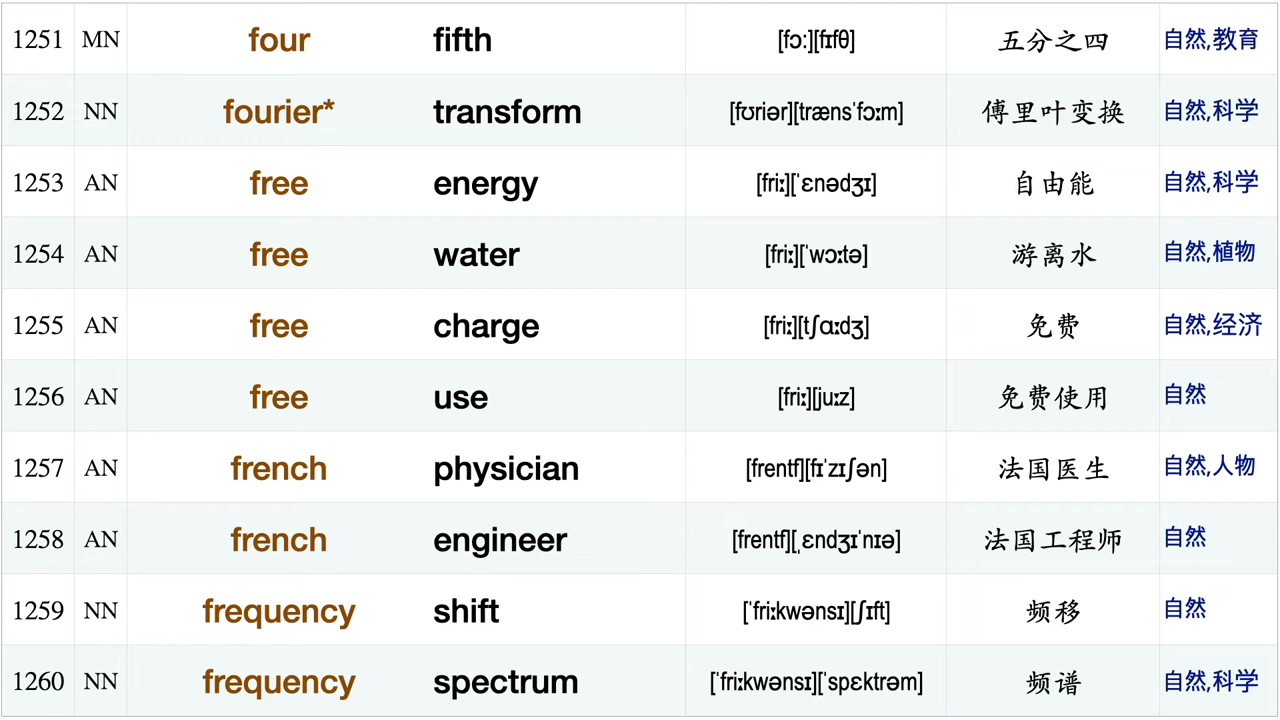 1251 MN four fifth [fɔː][fɪfθ] 五分之四 自然,教育
1252 NN fourier* transform [fʊriər][trænsˈfɔːrm] 傅里叶变换 自然,科学
1253 AN free energy [friː][ˈɛnədʒɪ] 自由能 自然,科学
1254 AN free water [friː][ˈwɔːtə] 游离水 自然,植物
1255 AN free charge [friː][tʃɑːdʒ] 免费 自然,经济
1256 AN free use [friː][juːz] 免费使用 自然
1257 AN french physician [frentf][fɪˈzɪʃən] 法国医生 自然,人物
1258 AN french engineer [frentf][ˌɛndʒɪˈnɪə] 法国工程师 自然
1259 NN frequency shift [ˈfriːkwənsɪ][ʃɪft] 频移 自然
1260 NN frequency spectrum [ˈfriːkwənsɪ][ˈspɛktrəm] 频谱 自然,科学